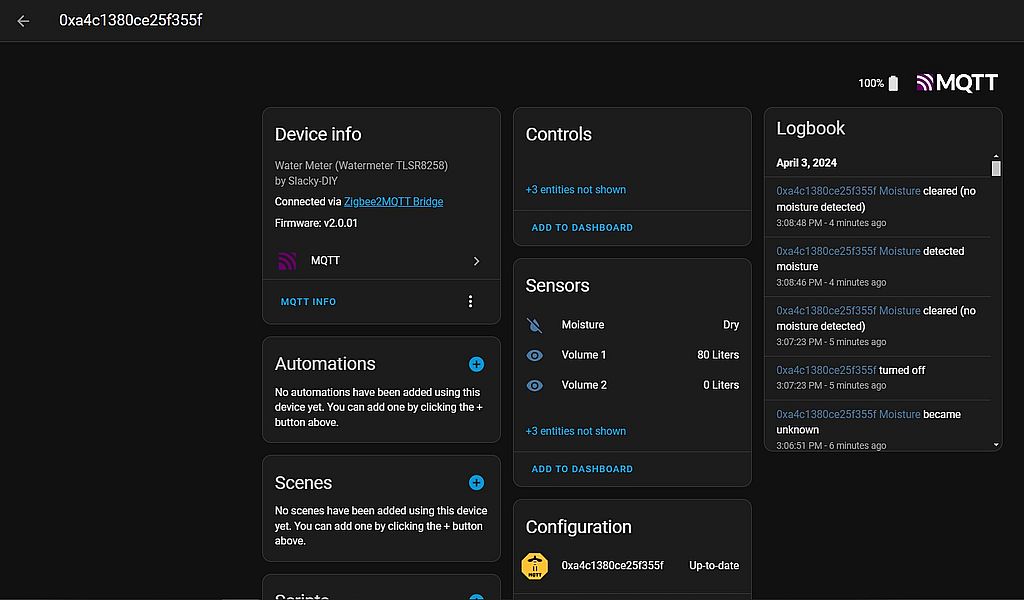 0xa4c1380ce25f355f
100%
MQTT
Device info
Water Meter (Watermeter TLSR8258)
by Slacky-DIY
Connected via Zigbee2MQTT Bridge
Firmware: v2.0.01
MQTT
MQTT INFO
Automations
No automations have been added using this
device yet. You can add one by clicking the +
button above.
Scenes
No scenes have been added using this device
yet. You can add one by clicking the + button
above.
Scripts
Controls
+3 entities not shown
ADD TO DASHBOARD
Sensors
Moisture Dry
Volume 1 80 Liters
Volume 2 0 Liters
+3 entities not shown
ADD TO DASHBOARD
Configuration
MQTT
0xa4c1380ce25f355f Up-to-date
Logbook
April 3, 2024
0xa4c1380ce25f355f Moisture cleared (no
moisture detected)
3:08:48 PM - 4 minutes ago
0xa4c1380ce25f355f Moisture detected
moisture
3:08:46 PM - 4 minutes ago
0xa4c1380ce25f355f Moisture cleared (no
moisture detected)
3:07:23 PM - 5 minutes ago
0xa4c1380ce25f355f turned off
3:07:23 PM - 5 minutes ago
0xa4c1380ce25f355f Moisture became
unknown
3:06:51 PM - 6 minutes ago